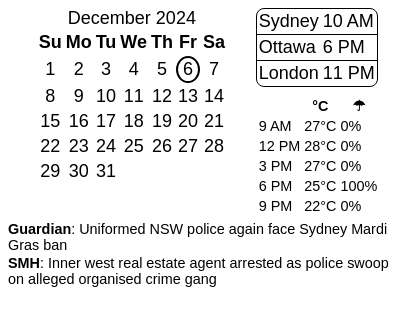 December 2024
Su Mo Tu We Th Fr Sa
1 2 3 4 5 6 7
8 9 10 11 12 13 14
15 16 17 18 19 20 21
22 23 24 25 26 27 28
29 30 31
Sydney 10 AM
Ottawa 6 PM
London 11 PM
°C ☂
9 AM 27°C 0%
12 PM 28°C 0%
3 PM 27°C 0%
6 PM 25°C 100%
9 PM 22°C 0%
Guardian: Uniformed NSW police again face Sydney Mardi
Gras ban
SMH: Inner west real estate agent arrested as police swoop
on alleged organised crime gang